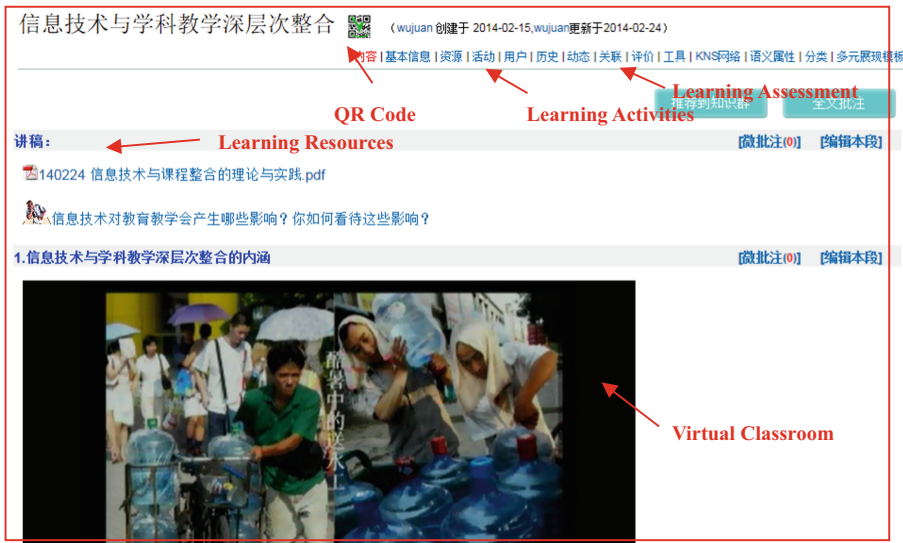 信息技术与学科教学深层次整合 （wujuan 创建于 2014-02-15,wujuan更新于2014-02-24）
内容 | 基本信息 | 资源 | 活动 | 用户 | 历史 | 动态 | 关联 | 评价 | 工具 | KNS网络 | 语义属性 | 分类 | 多元展现模板
Learning Assessment
推荐到知识群 全文批注
QR Code Learning Activities
讲稿： Learning Resources [微批注(0)] [编辑本段]
140224 信息技术与课程整合的理论与实践.pdf
信息技术对教育教学会产生哪些影响？你如何看待这些影响？
1.信息技术与学科教学深层次整合的内涵 [微批注(0)] [编辑本段]
酷暑中的送水工
Virtual Classroom